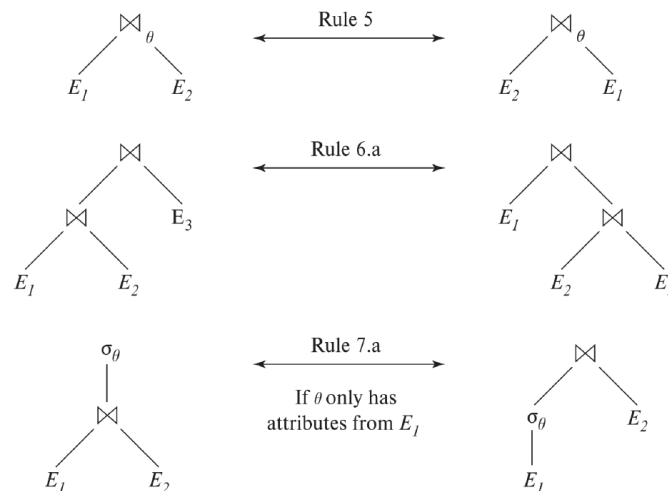 ⋈θ Rule 5 ⋈θ
E1 E2 E2 E1
⋈ Rule 6.a ⋈
⋈ E3 E1 ⋈
E1 E2 E2 E
σθ Rule 7.a ⋈
If θ only has
attributes from E1
⋈ σθ E2
E1 E2 E1